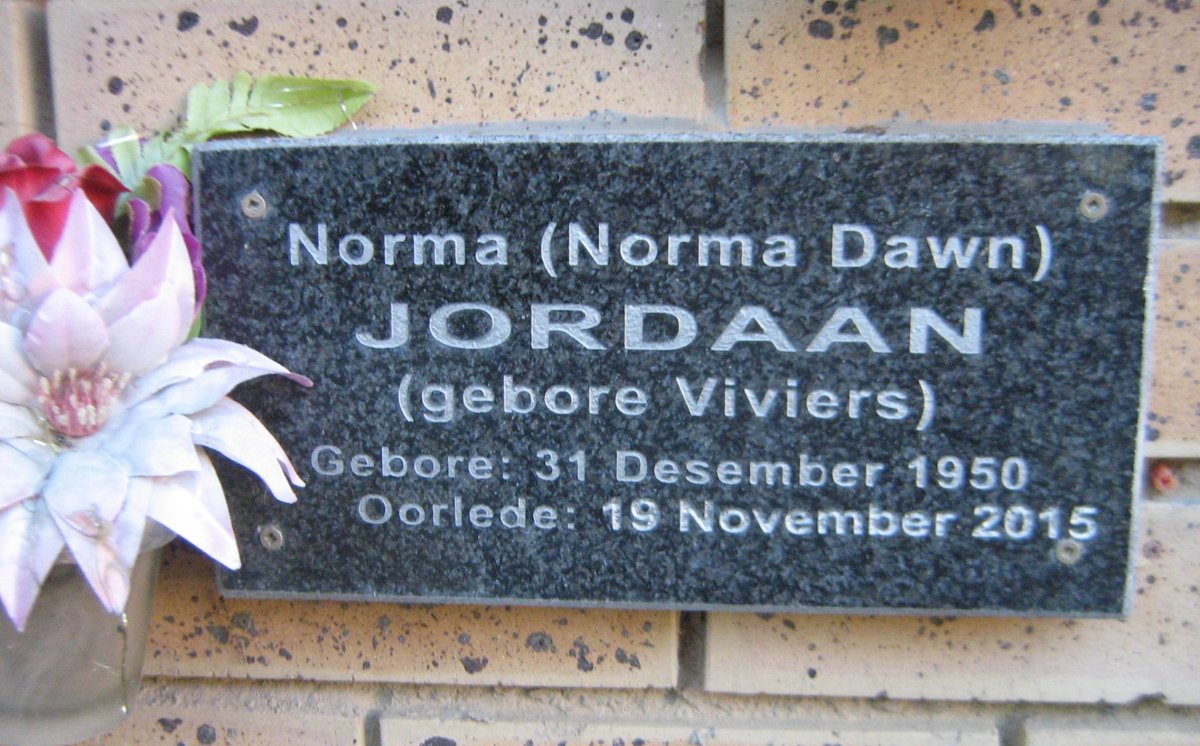 Norma (Norma Dawn)
JORDAAN
(gebore Viviers)
Gebore: 31 Desember 1950
Oorlede: 19 November 2015